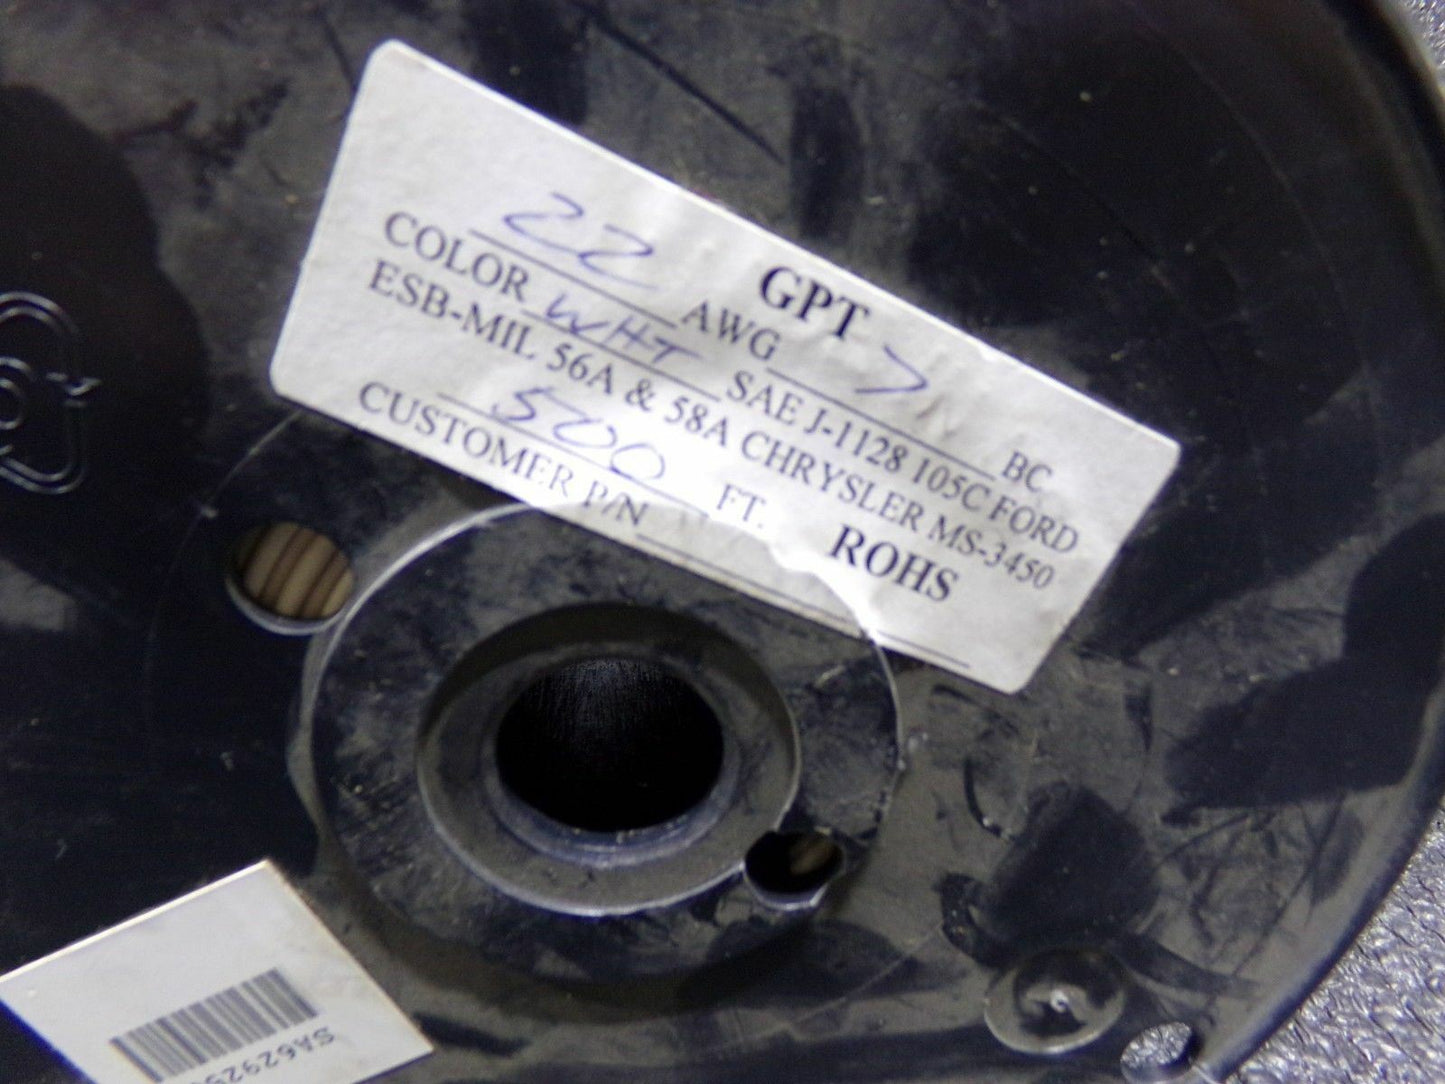 GPT
22 AWG 7 BC
COLOR WHT SAE J-1128 105C FORD
ESB-MIL 56A & 58A CHRYSLER MS-3450
500 FT. ROHS
CUSTOMER P/N